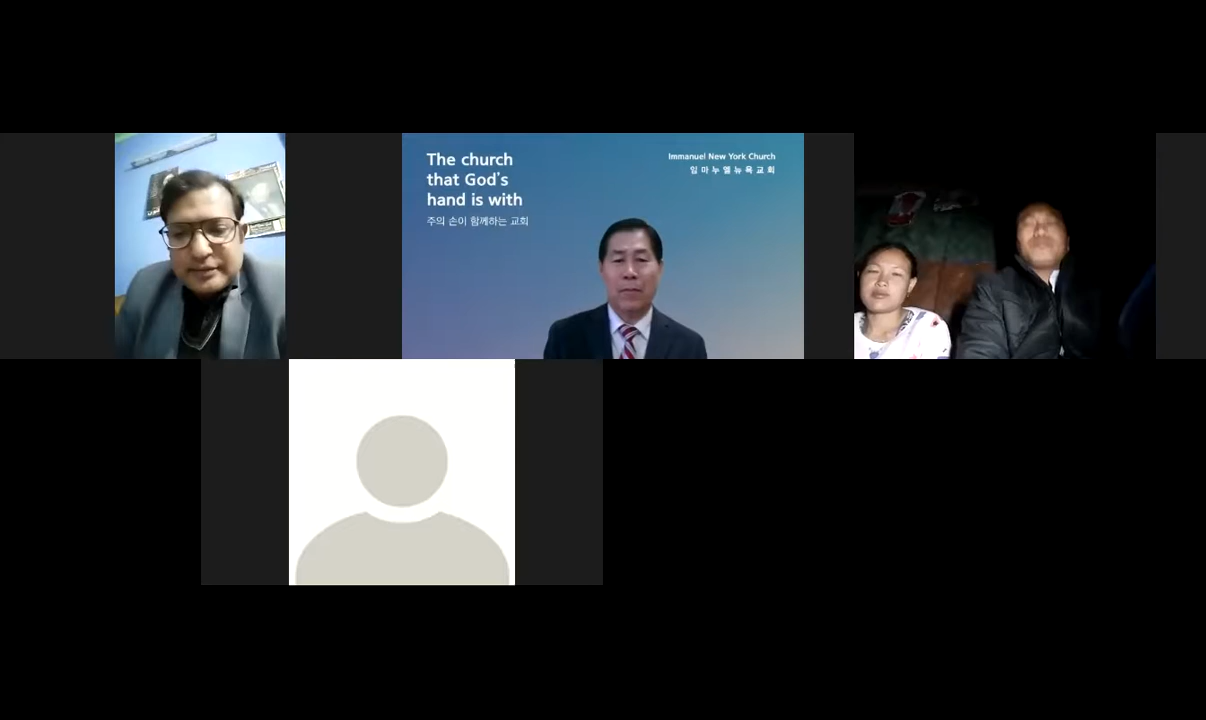 The church
that God's
hand is with
주의 손이 함께하는 교회
Immanuel New York Church
임마누엘뉴욕교회